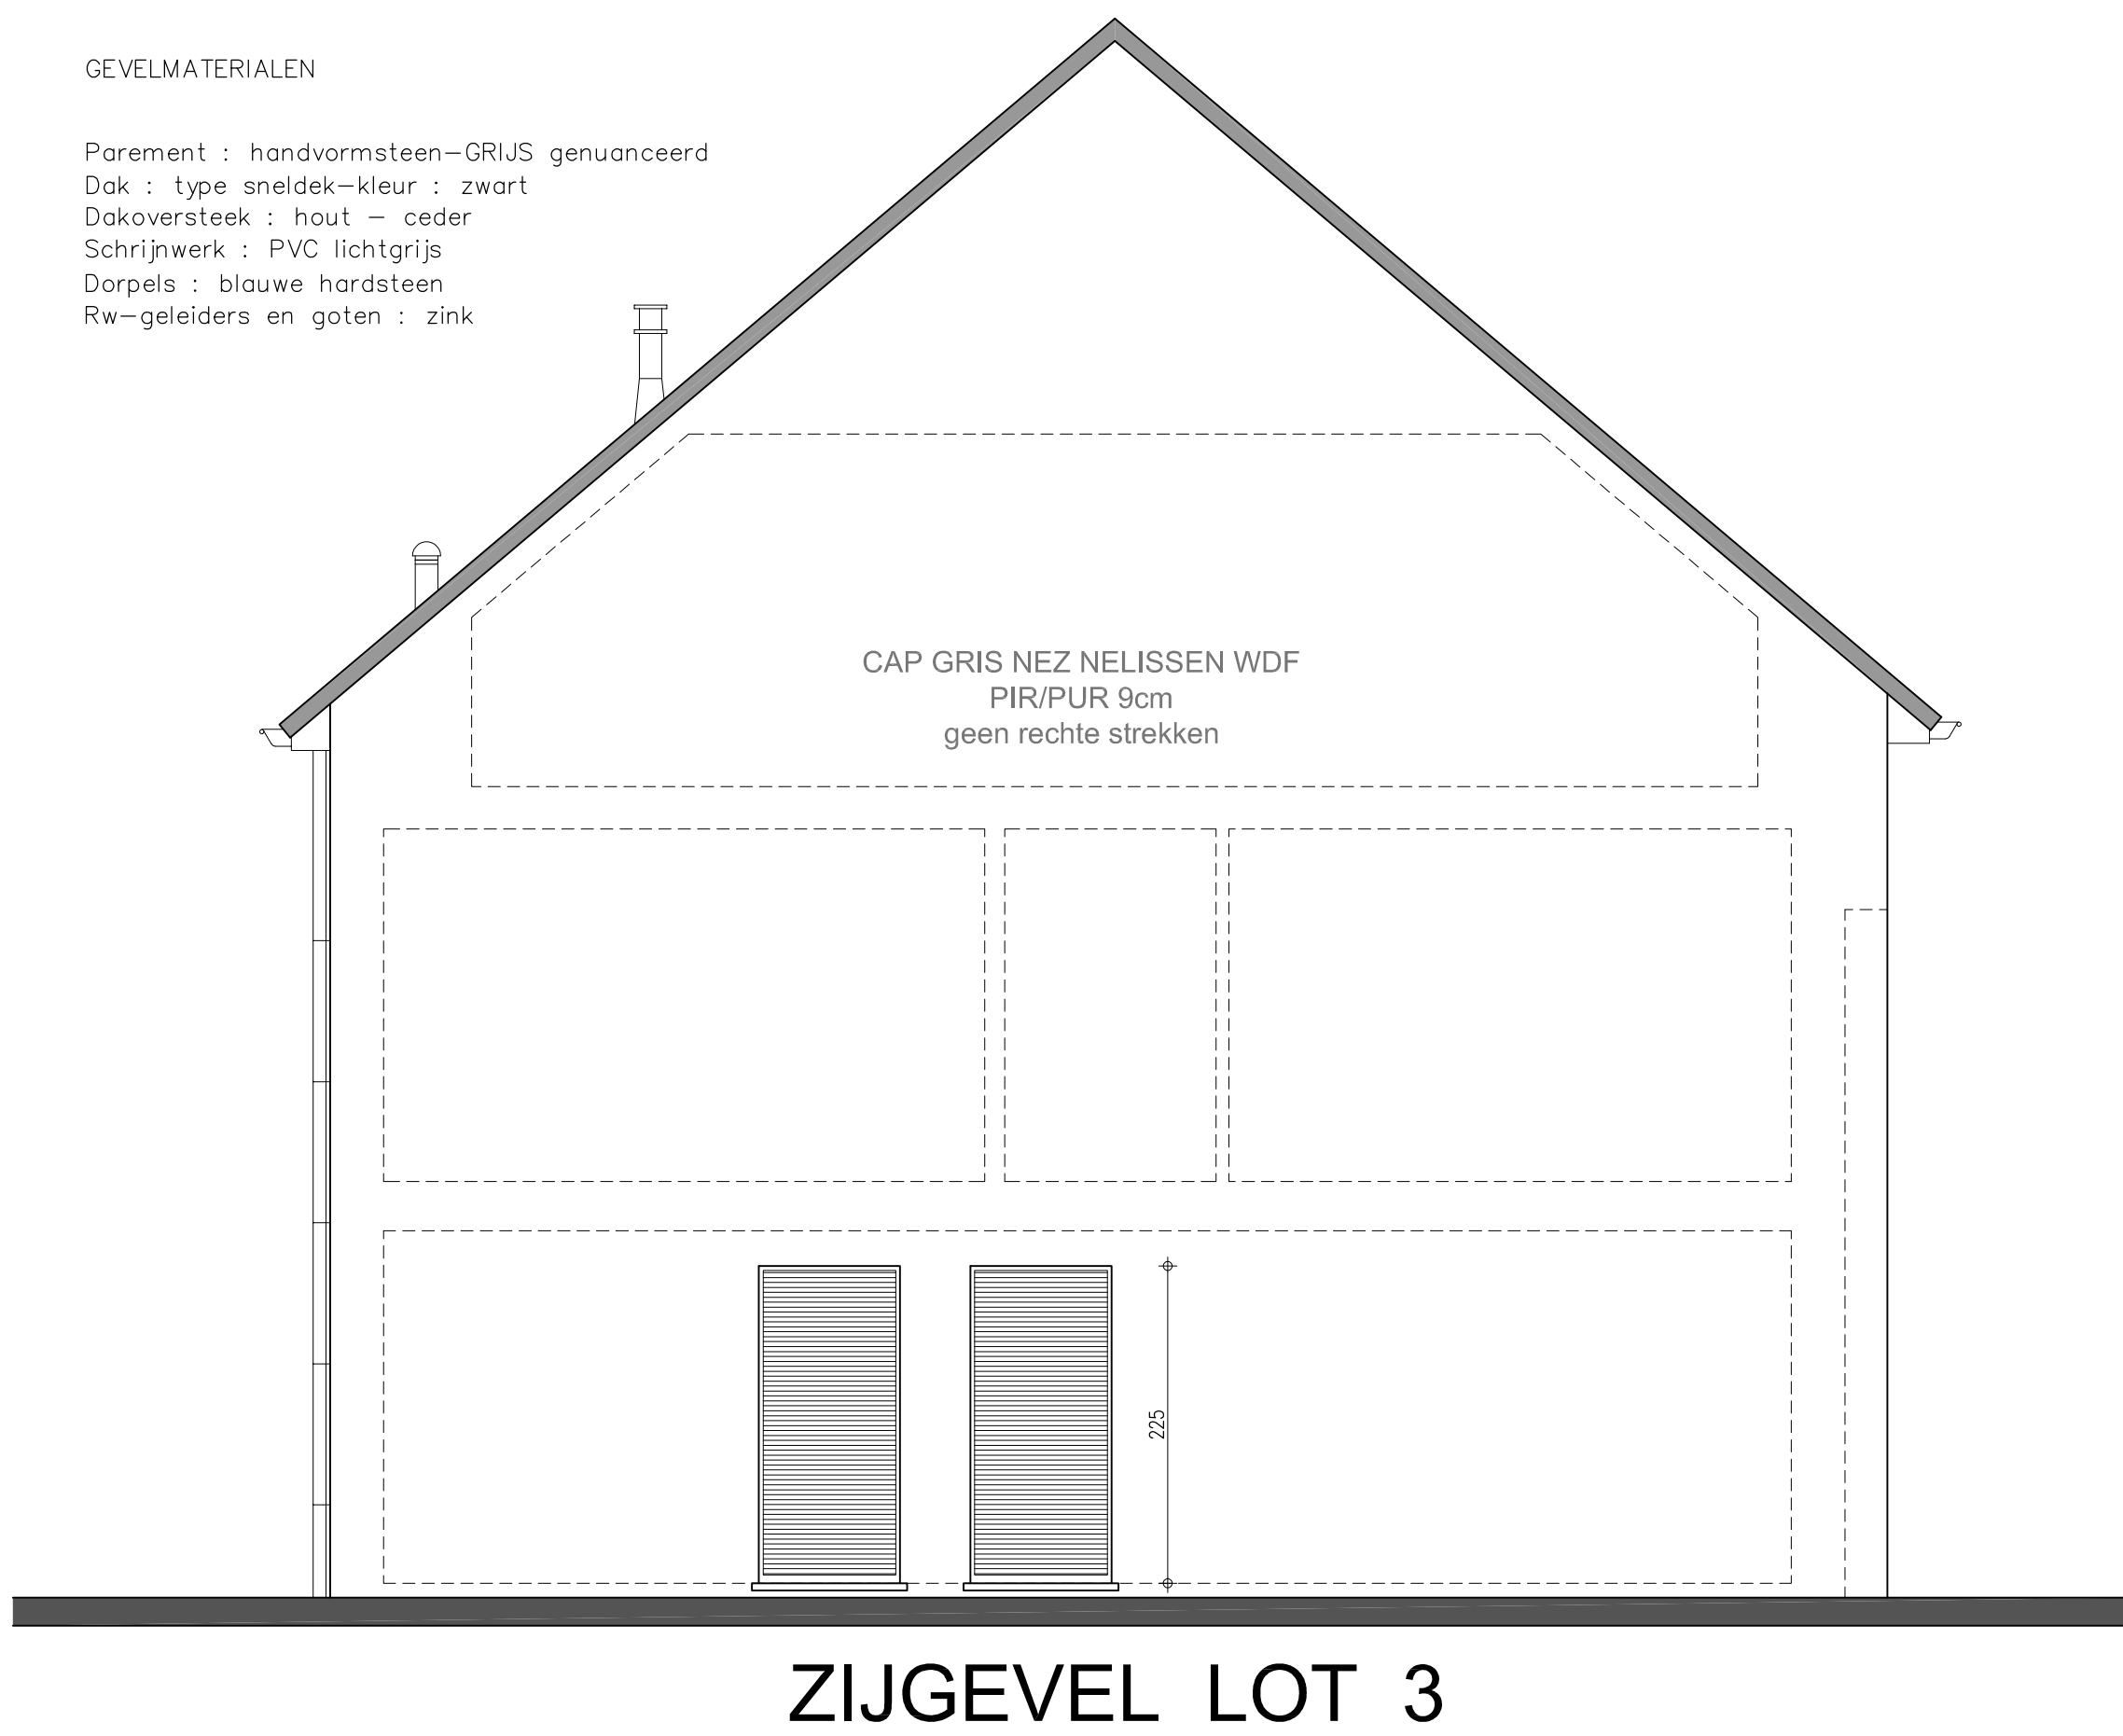 GEVELMATERIALEN
Parement : handvormsteen-GRIJS genuanceerd
Dak : type sneldek-kleur : zwart
Dakoversteek : hout - ceder
Schrijnwerk : PVC lichtgrijs
Dorpels : blauwe hardsteen
Rw-geleiders en goten : zink
CAP GRIS NEZ NELISSEN WDF
PIR/PUR 9cm
geen rechte strekken
225
ZIJGEVEL LOT 3